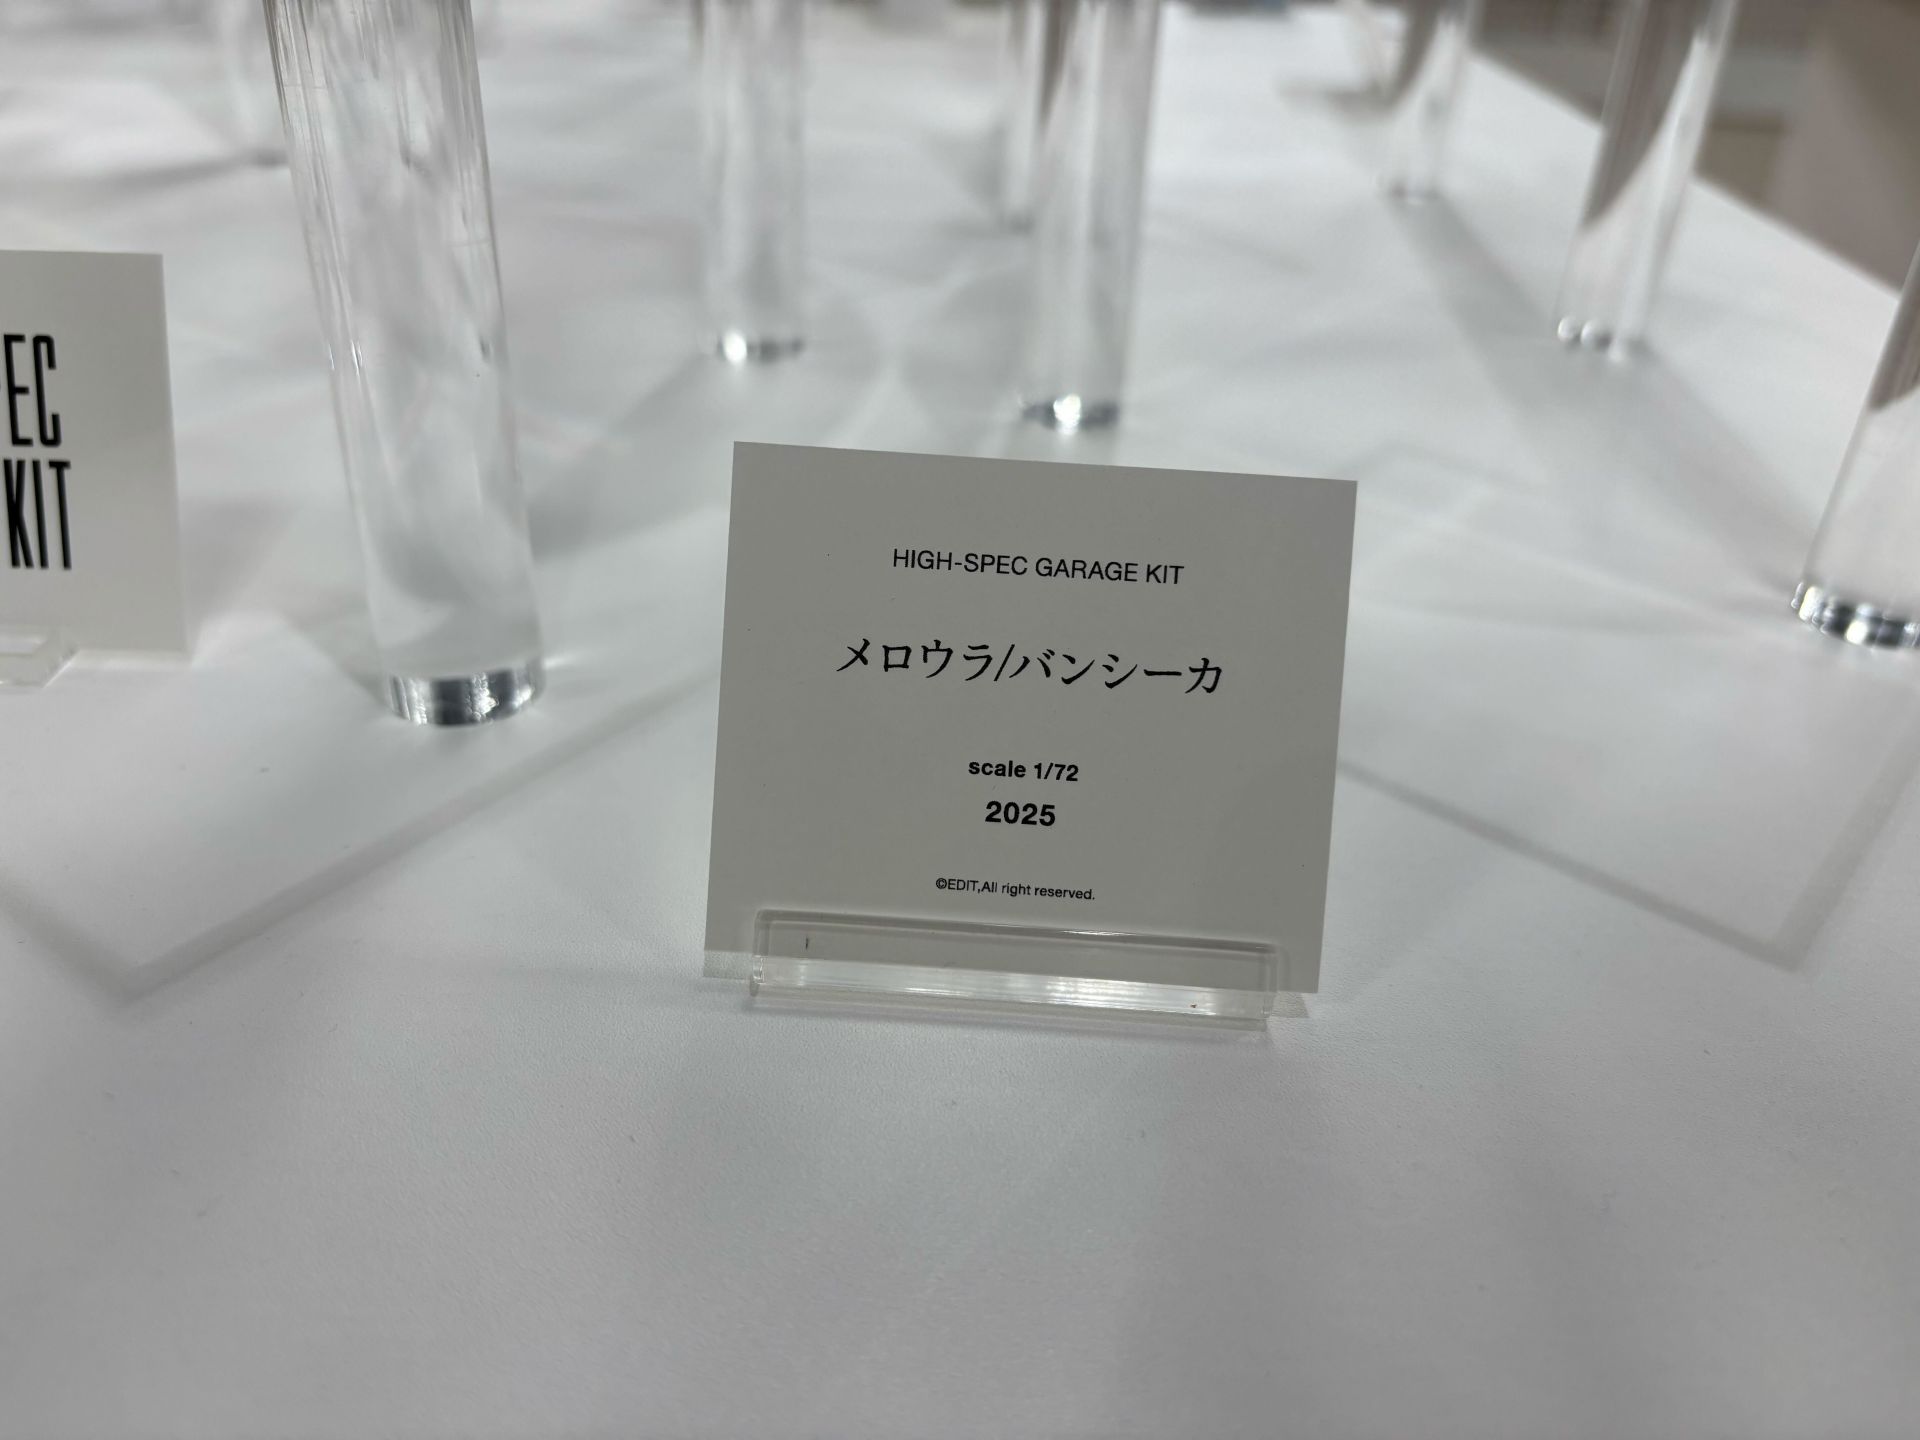 EC
KIT
HIGH-SPEC GARAGE KIT
メロウラ/バンシーカ
scale 1/72
2025
©EDIT,All right reserved.